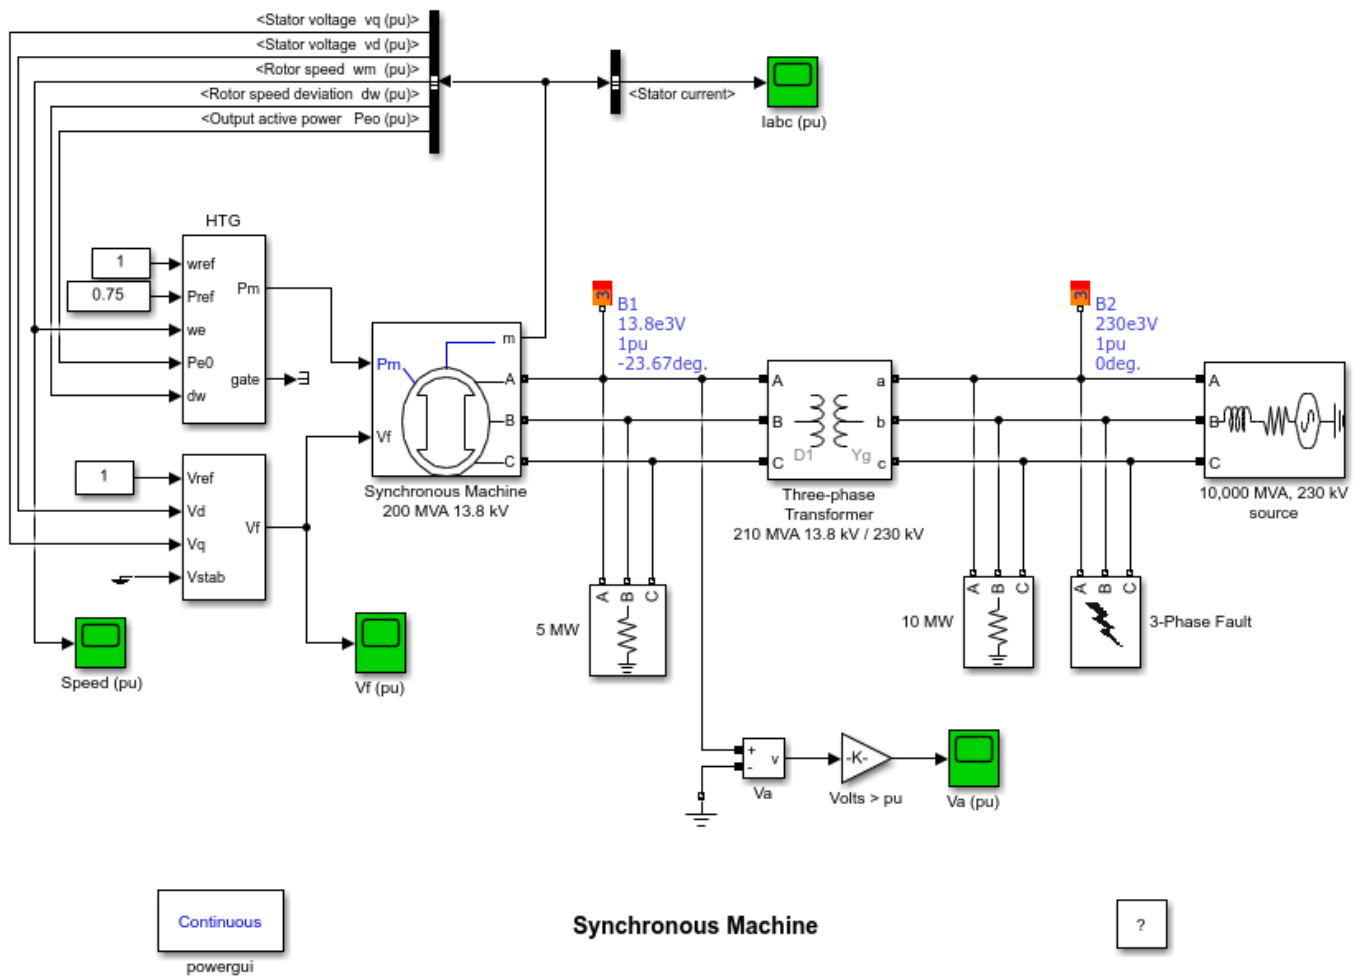 <Stator voltage vq (pu)>
<Stator voltage vd (pu)>
<Rotor speed wm (pu)>
<Rotor speed deviation dw (pu)>
<Output active power Peo (pu)>
<Stator current>
Iabc (pu)
HTG
1
wref
0.75
Pref
Pm
we
Pe0
gate
dw
1
Vref
Vd
Vf
Vq
Vstab
Speed (pu)
Vf (pu)
Pm
m
A
B
Vf
C
Synchronous Machine
200 MVA 13.8 kV
3
B1
13.8e3V
1pu
-23.67deg.
A
a
B
b
C
c
D1
Yg
Three-phase
Transformer
210 MVA 13.8 kV / 230 kV
3
B2
230e3V
1pu
0deg.
A
B
C
10,000 MVA, 230 kV
source
A B C
5 MW
A B C
10 MW
A B C
3-Phase Fault
+
-
v
Va
-K-
Volts > pu
Va (pu)
Continuous
powergui
Synchronous Machine
?